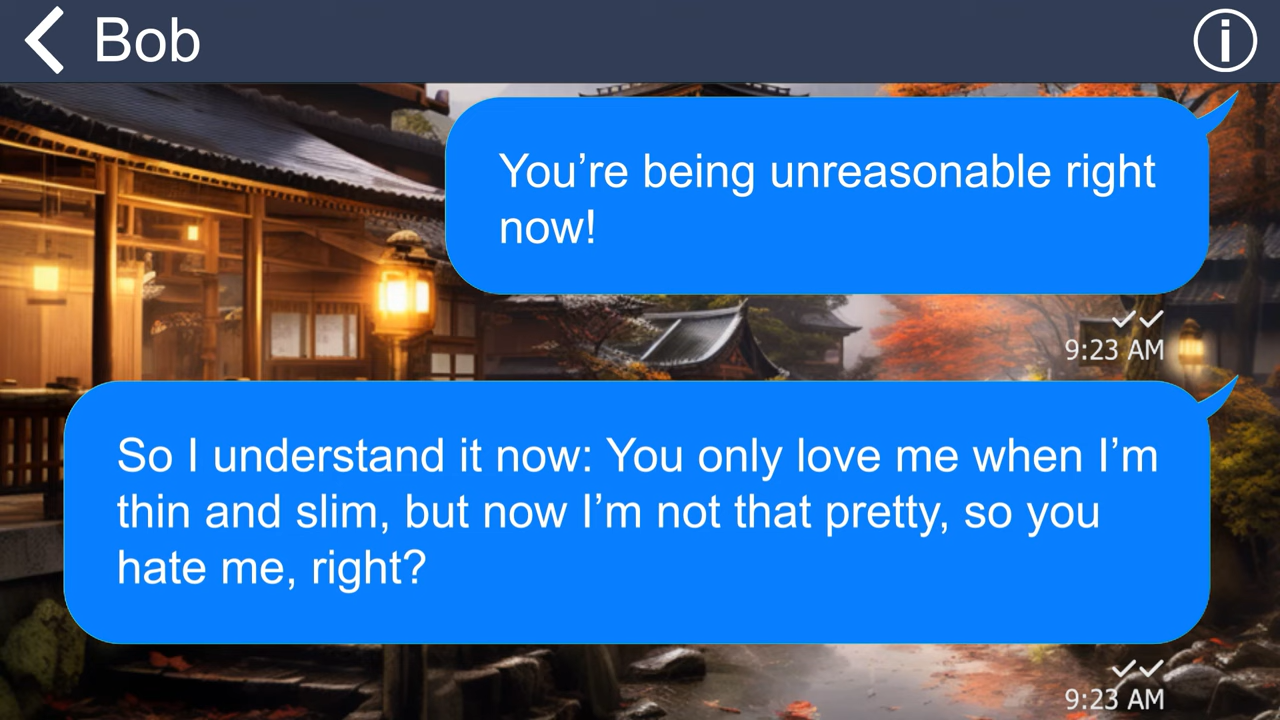 Bob
You’re being unreasonable right
now!
9:23 AM
So I understand it now: You only love me when I’m
thin and slim, but now I’m not that pretty, so you
hate me, right?
9:23 AM